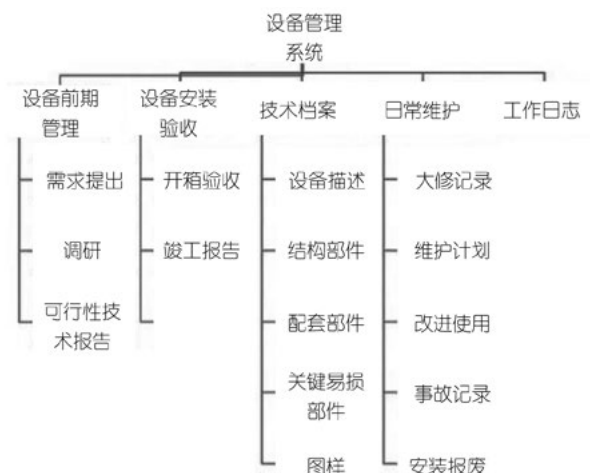 设备管理
系统
设备前期
管理
设备安装
验收
技术档案
日常维护
工作日志
需求提出
调研
可行性技
术报告
开箱验收
竣工报告
设备描述
结构部件
配套部件
关键易损
部件
图样
大修记录
维护计划
改进使用
事故记录
安装报废